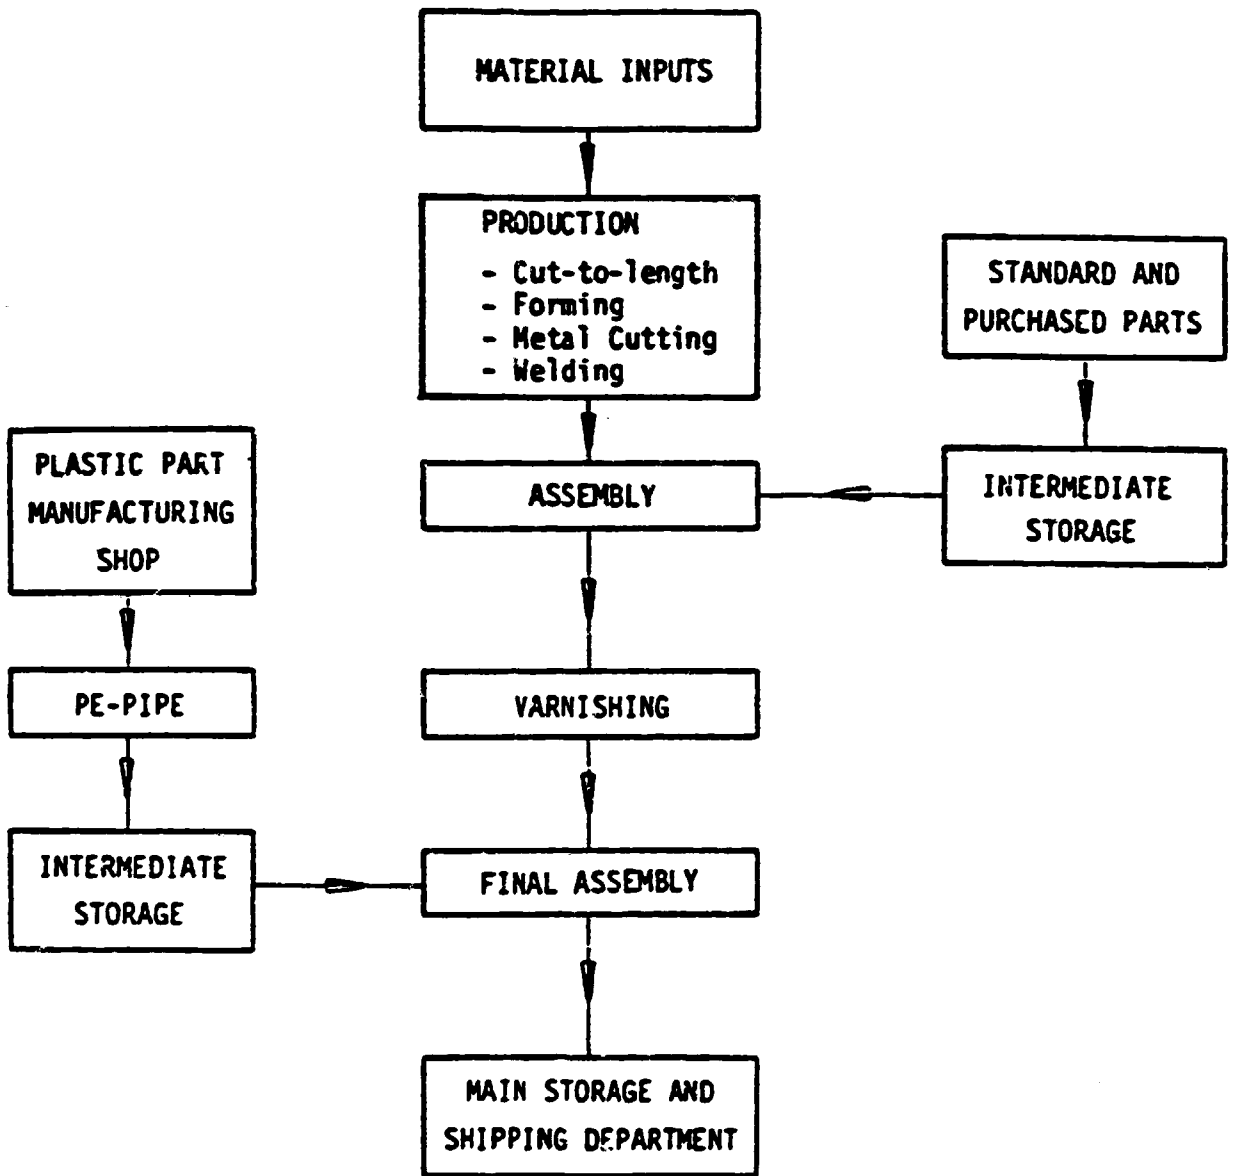 MATERIAL INPUTS
PRODUCTION
- Cut-to-length
- Forming
- Metal Cutting
- Welding
STANDARD AND
PURCHASED PARTS
PLASTIC PART
MANUFACTURING
SHOP
ASSEMBLY
INTERMEDIATE
STORAGE
PE-PIPE
VARNISHING
INTERMEDIATE
STORAGE
FINAL ASSEMBLY
MAIN STORAGE AND
SHIPPING DEPARTMENT